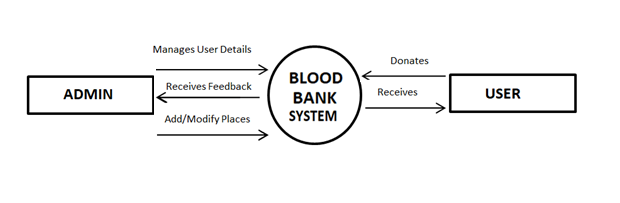 Manages User Details
Receives Feedback
Add/Modify Places
ADMIN
BLOOD
BANK
SYSTEM
Donates
Receives
USER